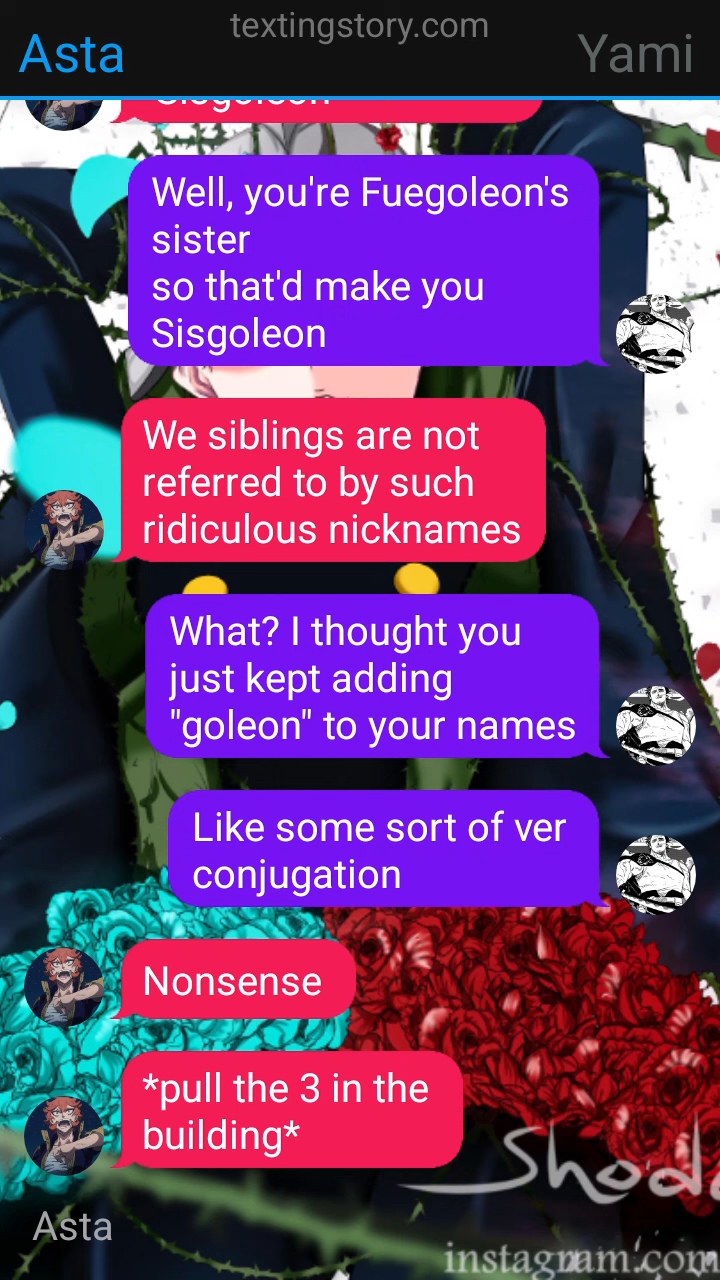 textingstory.com
Asta
Yami
Sisgoleon
Well, you're Fuegoleon's
sister
so that'd make you
Sisgoleon
We siblings are not
referred to by such
ridiculous nicknames
What? I thought you
just kept adding
"goleon" to your names
Like some sort of ver
conjugation
Nonsense
*pull the 3 in the
building*
Shod
Asta
instagram.com